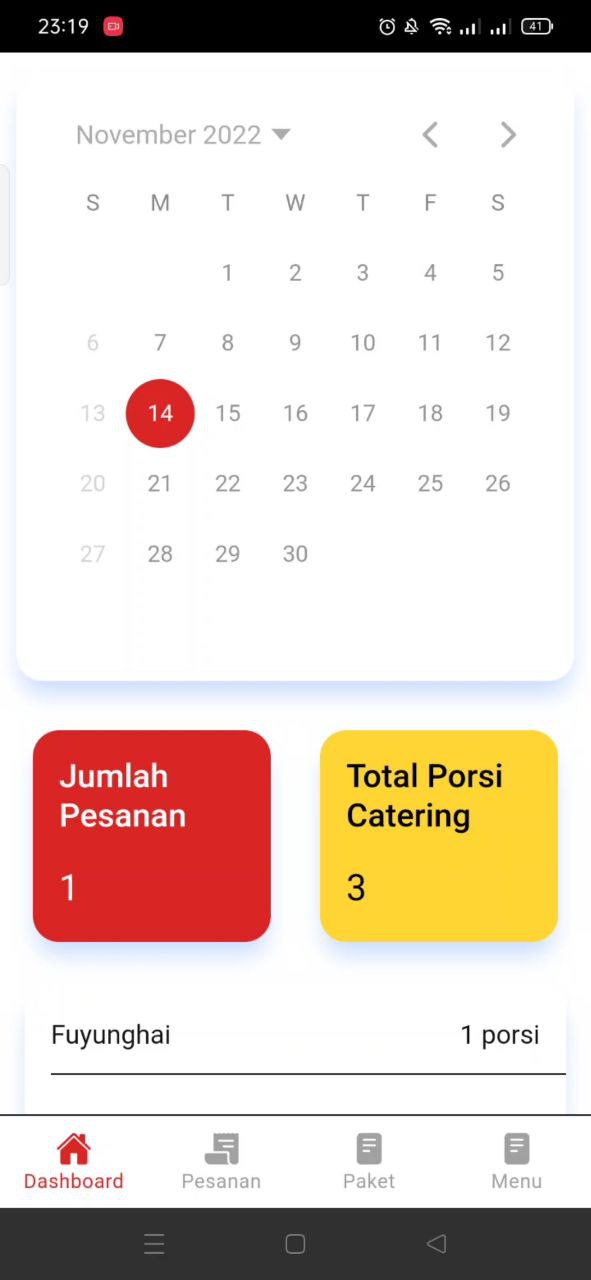 23:19 41
November 2022
S M T W T F S
1 2 3 4 5
6 7 8 9 10 11 12
13 14 15 16 17 18 19
20 21 22 23 24 25 26
27 28 29 30
Jumlah
Pesanan
1
Total Porsi
Catering
3
Fuyunghai 1 porsi
Dashboard Pesanan Paket Menu